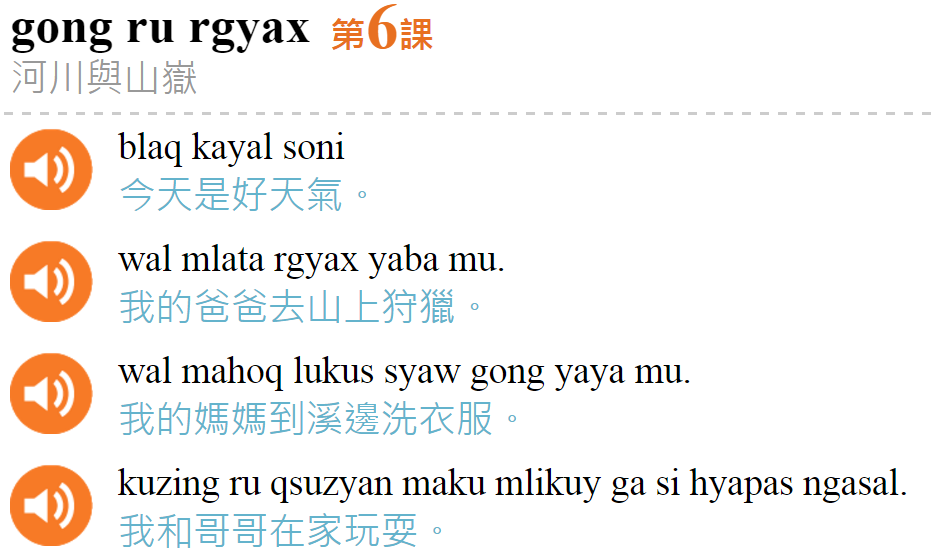 gong ru rgyax 第6課
河川與山嶽
blaq kayal soni
今天是好天氣。
wal mlata rgyax yaba mu.
我的爸爸去山上狩獵。
wal mahoq lukus syaw gong yaya mu.
我的媽媽到溪邊洗衣服。
kuzing ru qsuzyan maku mlikuy ga si hyapas ngasal.
我和哥哥在家玩耍。